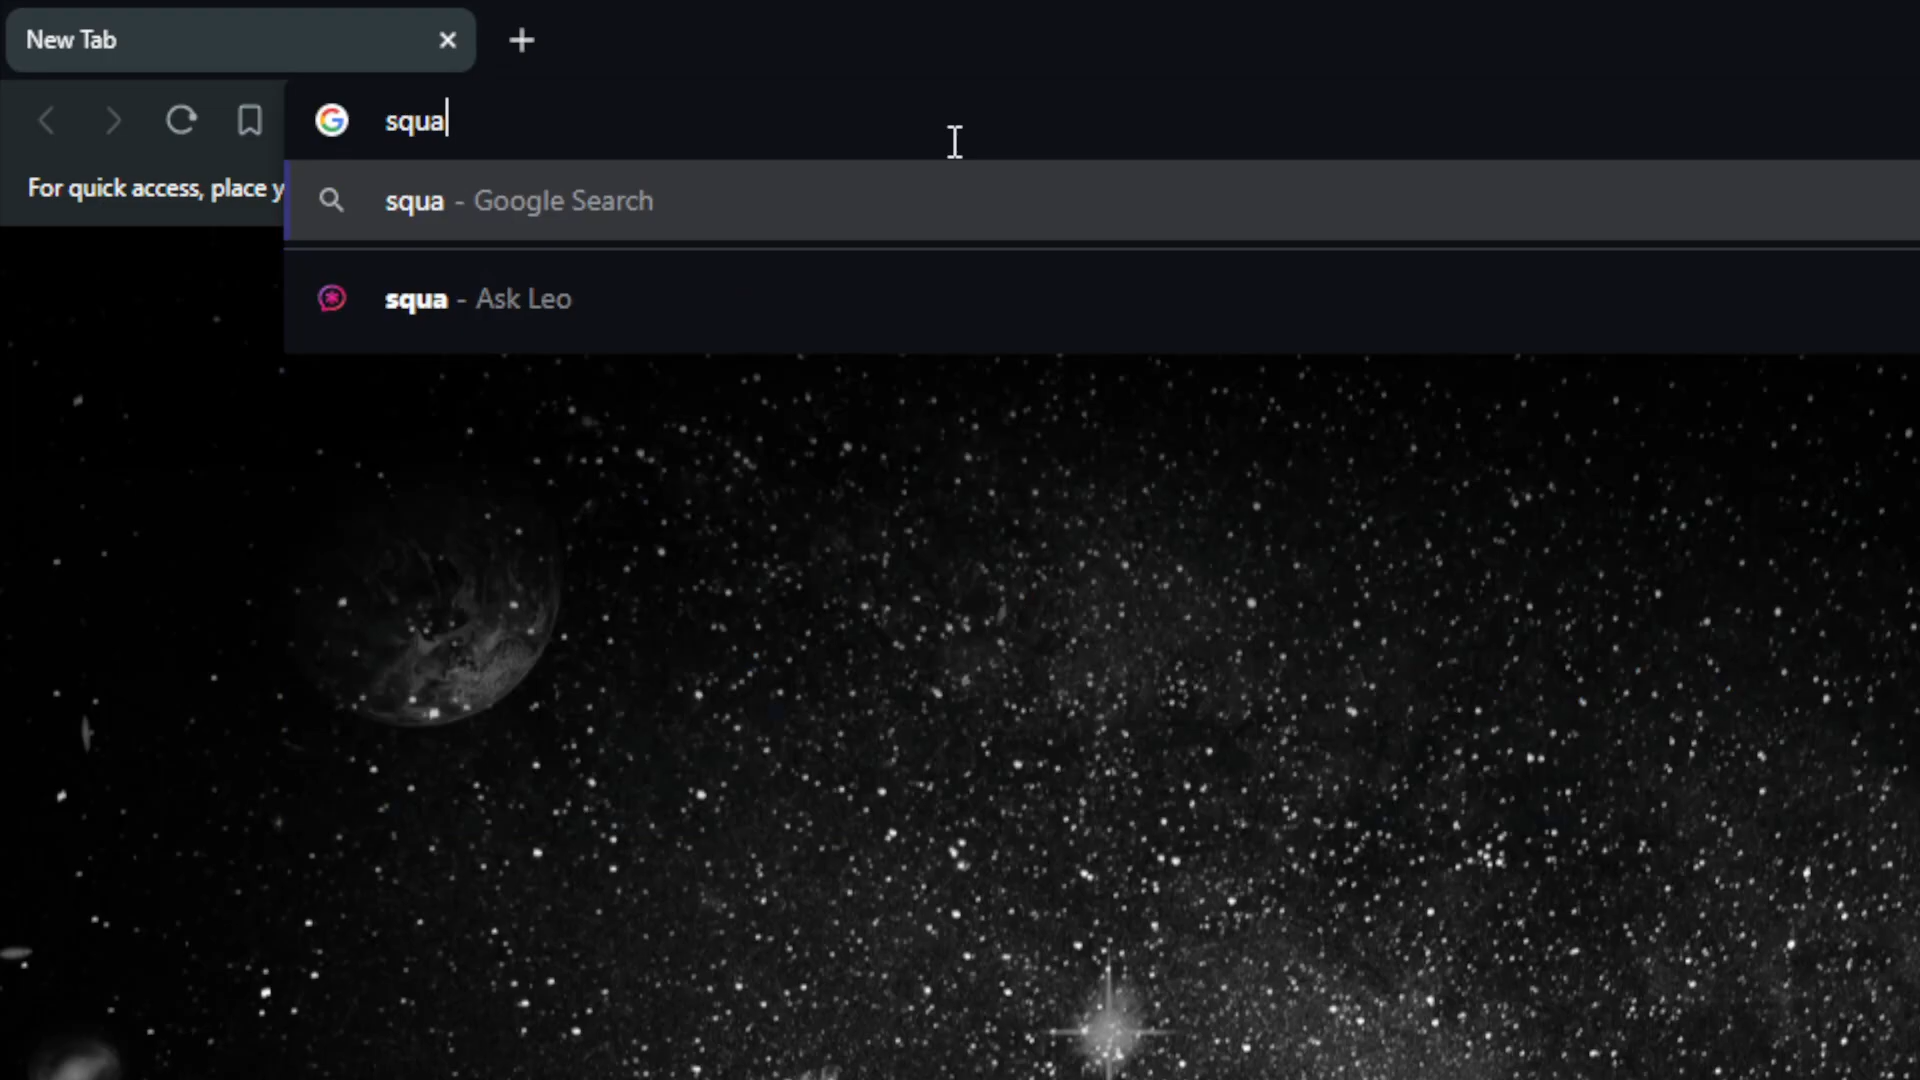 New Tab
squa
For quick access, place y
squa - Google Search
squa - Ask Leo